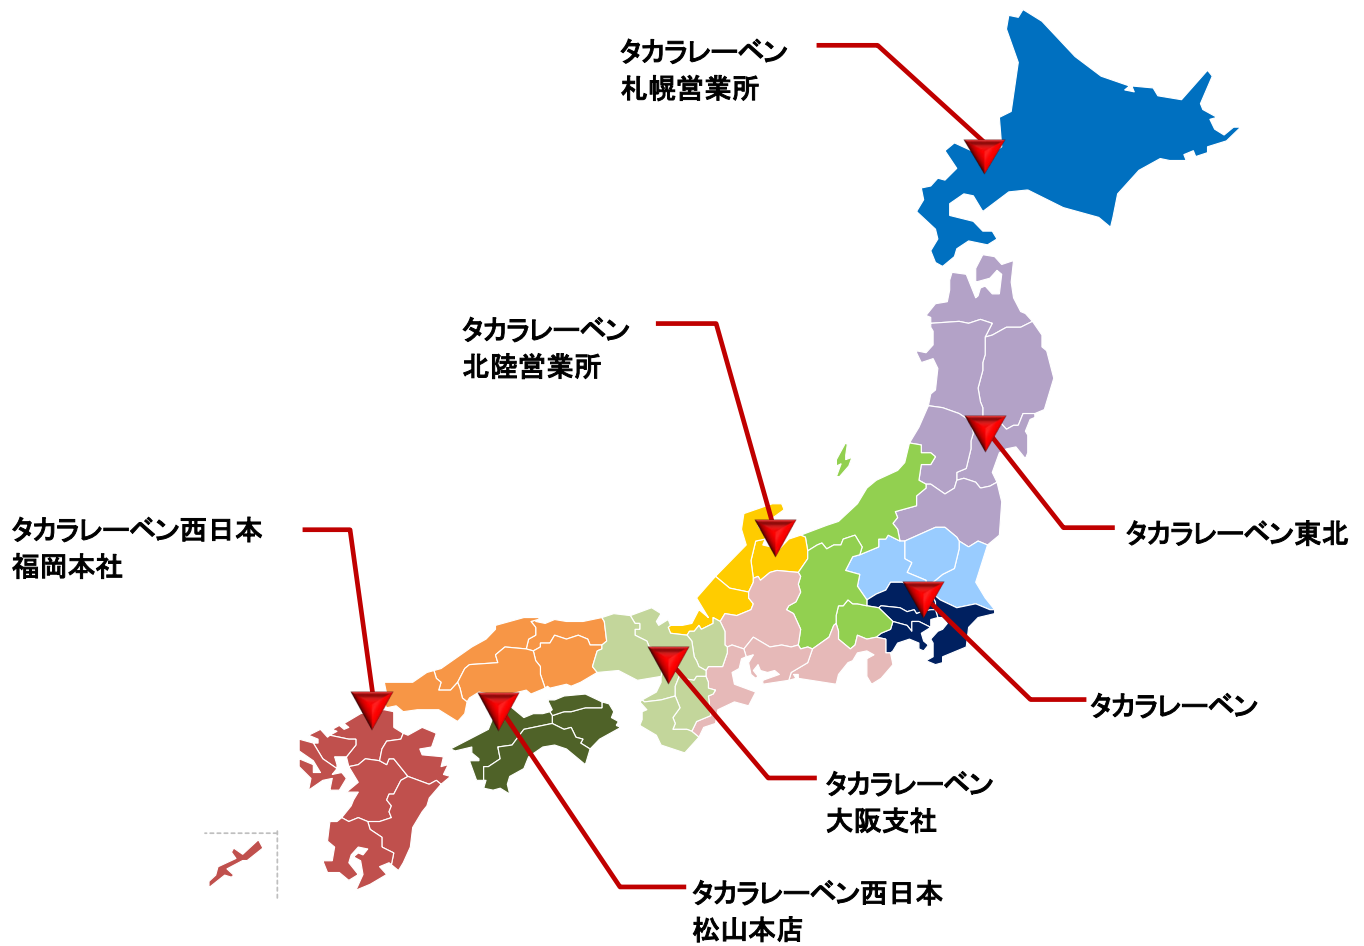 タカラレーベン
札幌営業所
タカラレーベン
北陸営業所
タカラレーベン西日本
福岡本社
タカラレーベン東北
タカラレーベン
タカラレーベン
大阪支社
タカラレーベン西日本
松山本店